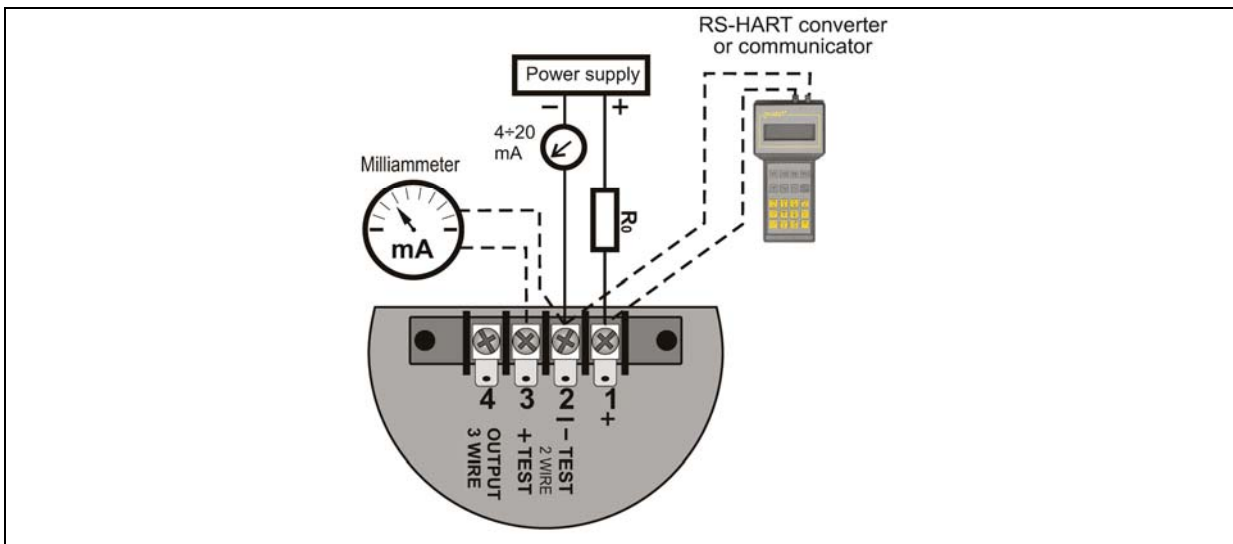 RS-HART converter
or communicator
Power supply
− +
4÷20
mA
Milliammeter
mA
R₀
4 3 2 1
− +
OUTPUT
3 WIRE
+ TEST
− TEST
2 WIRE